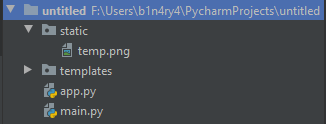 untitled F:\Users\b1n4ry4\PycharmProjects\untitled
static
temp.png
templates
app.py
main.py